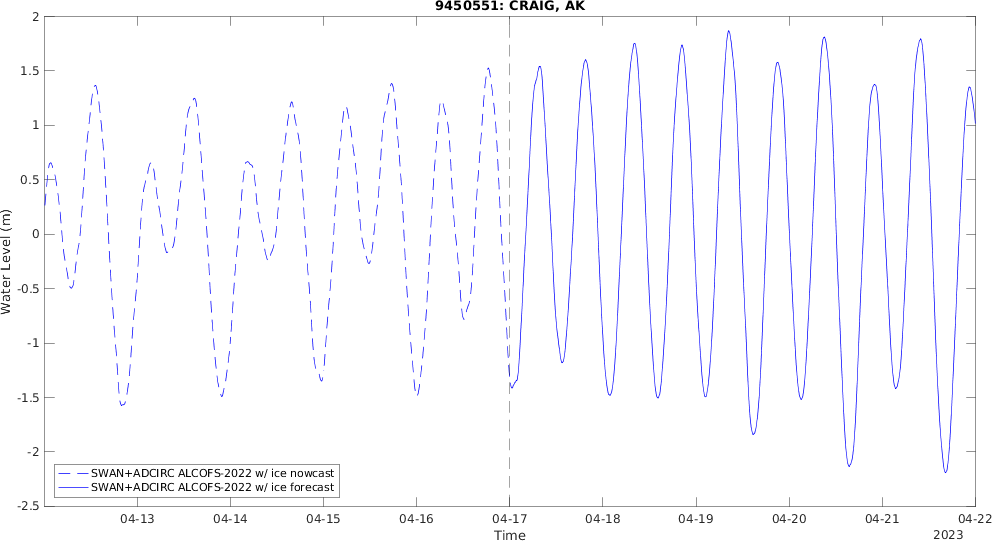 9450551: CRAIG, AK
2
1.5
1
0.5
0
-0.5
-1
-1.5
-2
-2.5
Water Level (m)
SWAN+ADCIRC ALCOFS-2022 w/ ice nowcast
SWAN+ADCIRC ALCOFS-2022 w/ ice forecast
04-13 04-14 04-15 04-16 04-17 04-18 04-19 04-20 04-21 04-22
Time
2023